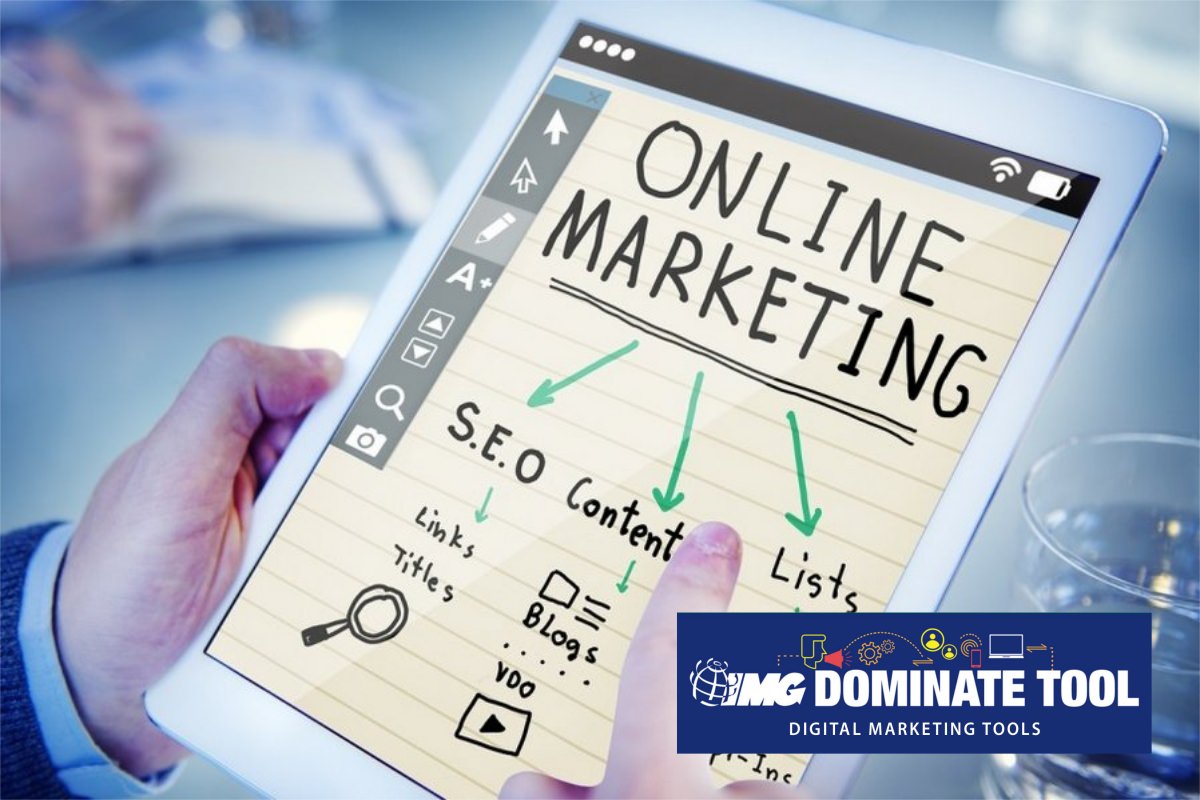 ONLINE
MARKETING
A+
S.E.O
Content
Lists
Links
Titles
Blogs
VDO
IMG DOMINATE TOOL
DIGITAL MARKETING TOOLS